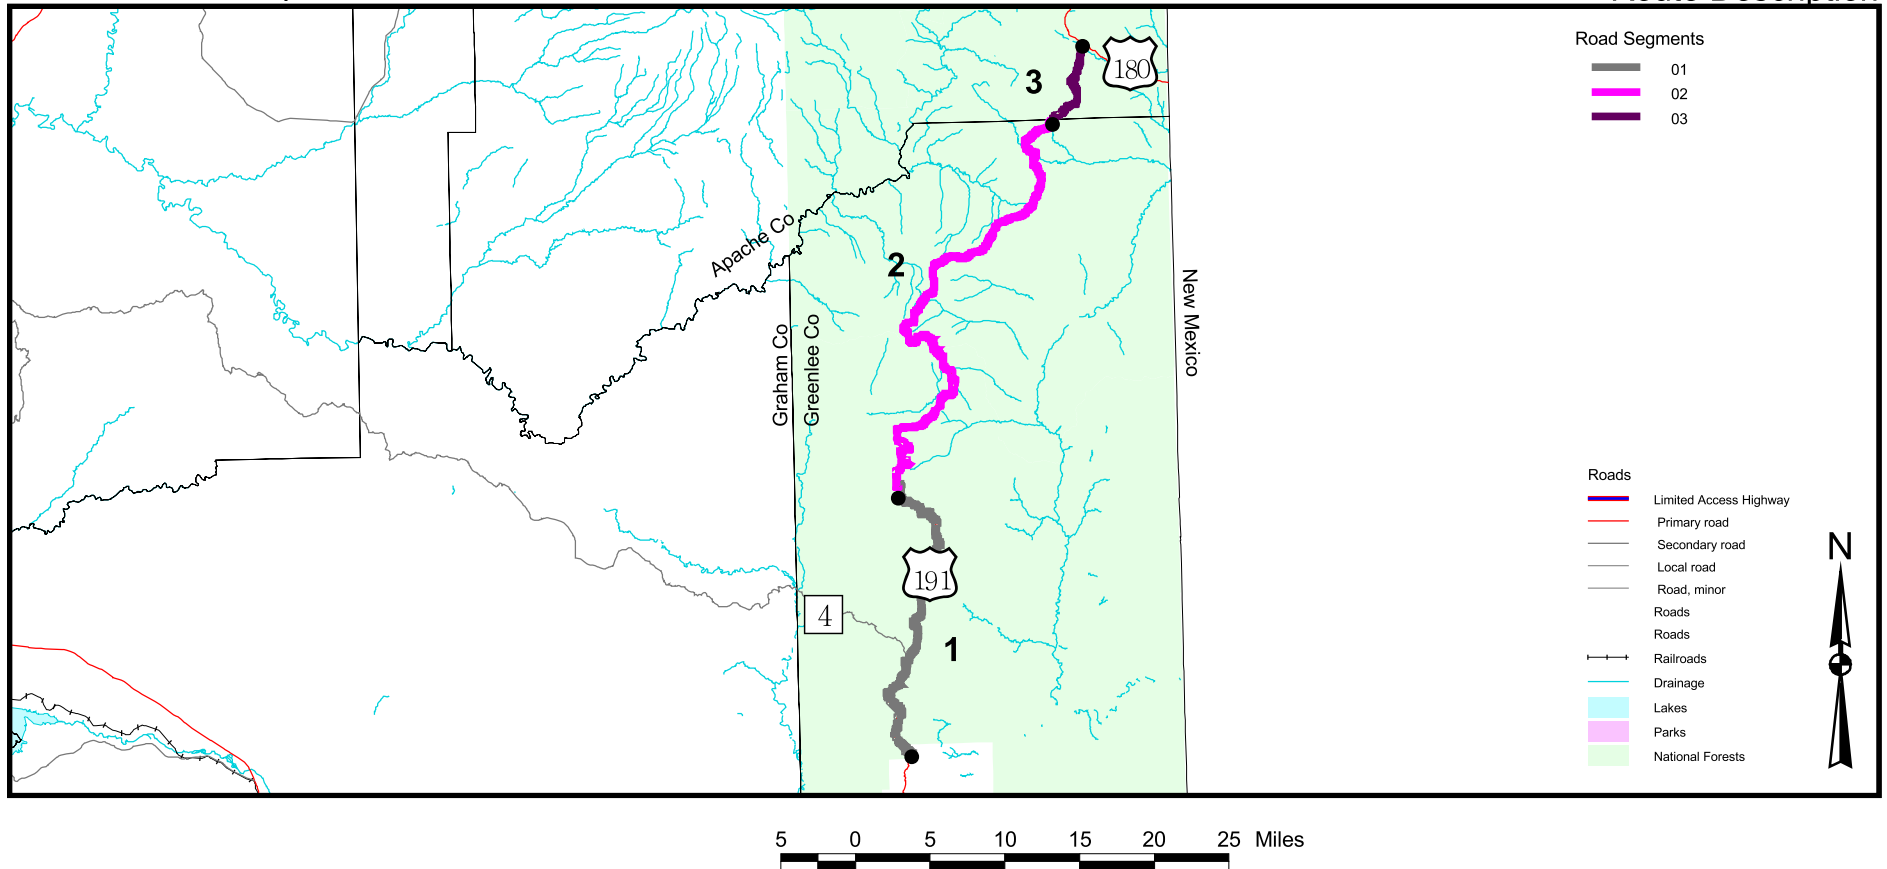 Route Description
Road Segments
01
02
03
180
3
2
Apache Co
Graham Co
Greenlee Co
New Mexico
191
4
1
Roads
Limited Access Highway
Primary road
Secondary road
Local road
Road, minor
Roads
Roads
Railroads
Drainage
Lakes
Parks
National Forests
N
5 0 5 10 15 20 25 Miles